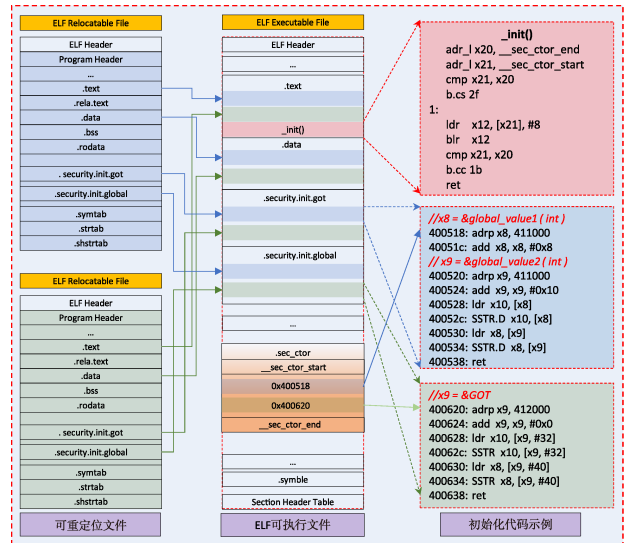 ELF Relocatable File
ELF Header
Program Header
...
.text
.rela.text
.data
.bss
.rodata
. security.init.got
.security.init.global
.symtab
.strtab
.shstrtab
ELF Relocatable File
ELF Header
Program Header
...
.text
.rela.text
.data
.bss
.rodata
. security.init.got
.security.init.global
.symtab
.strtab
.shstrtab
可重定位文件
ELF Executable File
ELF Header
...
.text
_init()
.data
.security.init.got
.security.init.global
...
.sec_ctor
__sec_ctor_start
0x400518
0x400620
__sec_ctor_end
...
.symble
Section Header Table
ELF可执行文件
_init()
adr_l x20, __sec_ctor_end
adr_l x21, __sec_ctor_start
cmp x21, x20
b.cs 2f
1:
ldr x12, [x21], #8
blr x12
cmp x21, x20
b.cc 1b
ret
//x8 = &global_value1 ( int )
400518: adrp x8, 411000
40051c: add x8, x8, #0x8
// x9 = &global_value2 ( int )
400520: adrp x9, 411000
400524: add x9, x9, #0x10
400528: ldr x10, [x8]
40052c: SSTR.D x10, [x8]
400530: ldr x8, [x9]
400534: SSTR.D x8, [x9]
400538: ret
//x9 = &GOT
400620: adrp x9, 412000
400624: add x9, x9, #0x0
400628: ldr x10, [x9, #32]
40062c: SSTR x10, [x9, #32]
400630: ldr x8, [x9, #40]
400634: SSTR x8, [x9, #40]
400638: ret
初始化代码示例